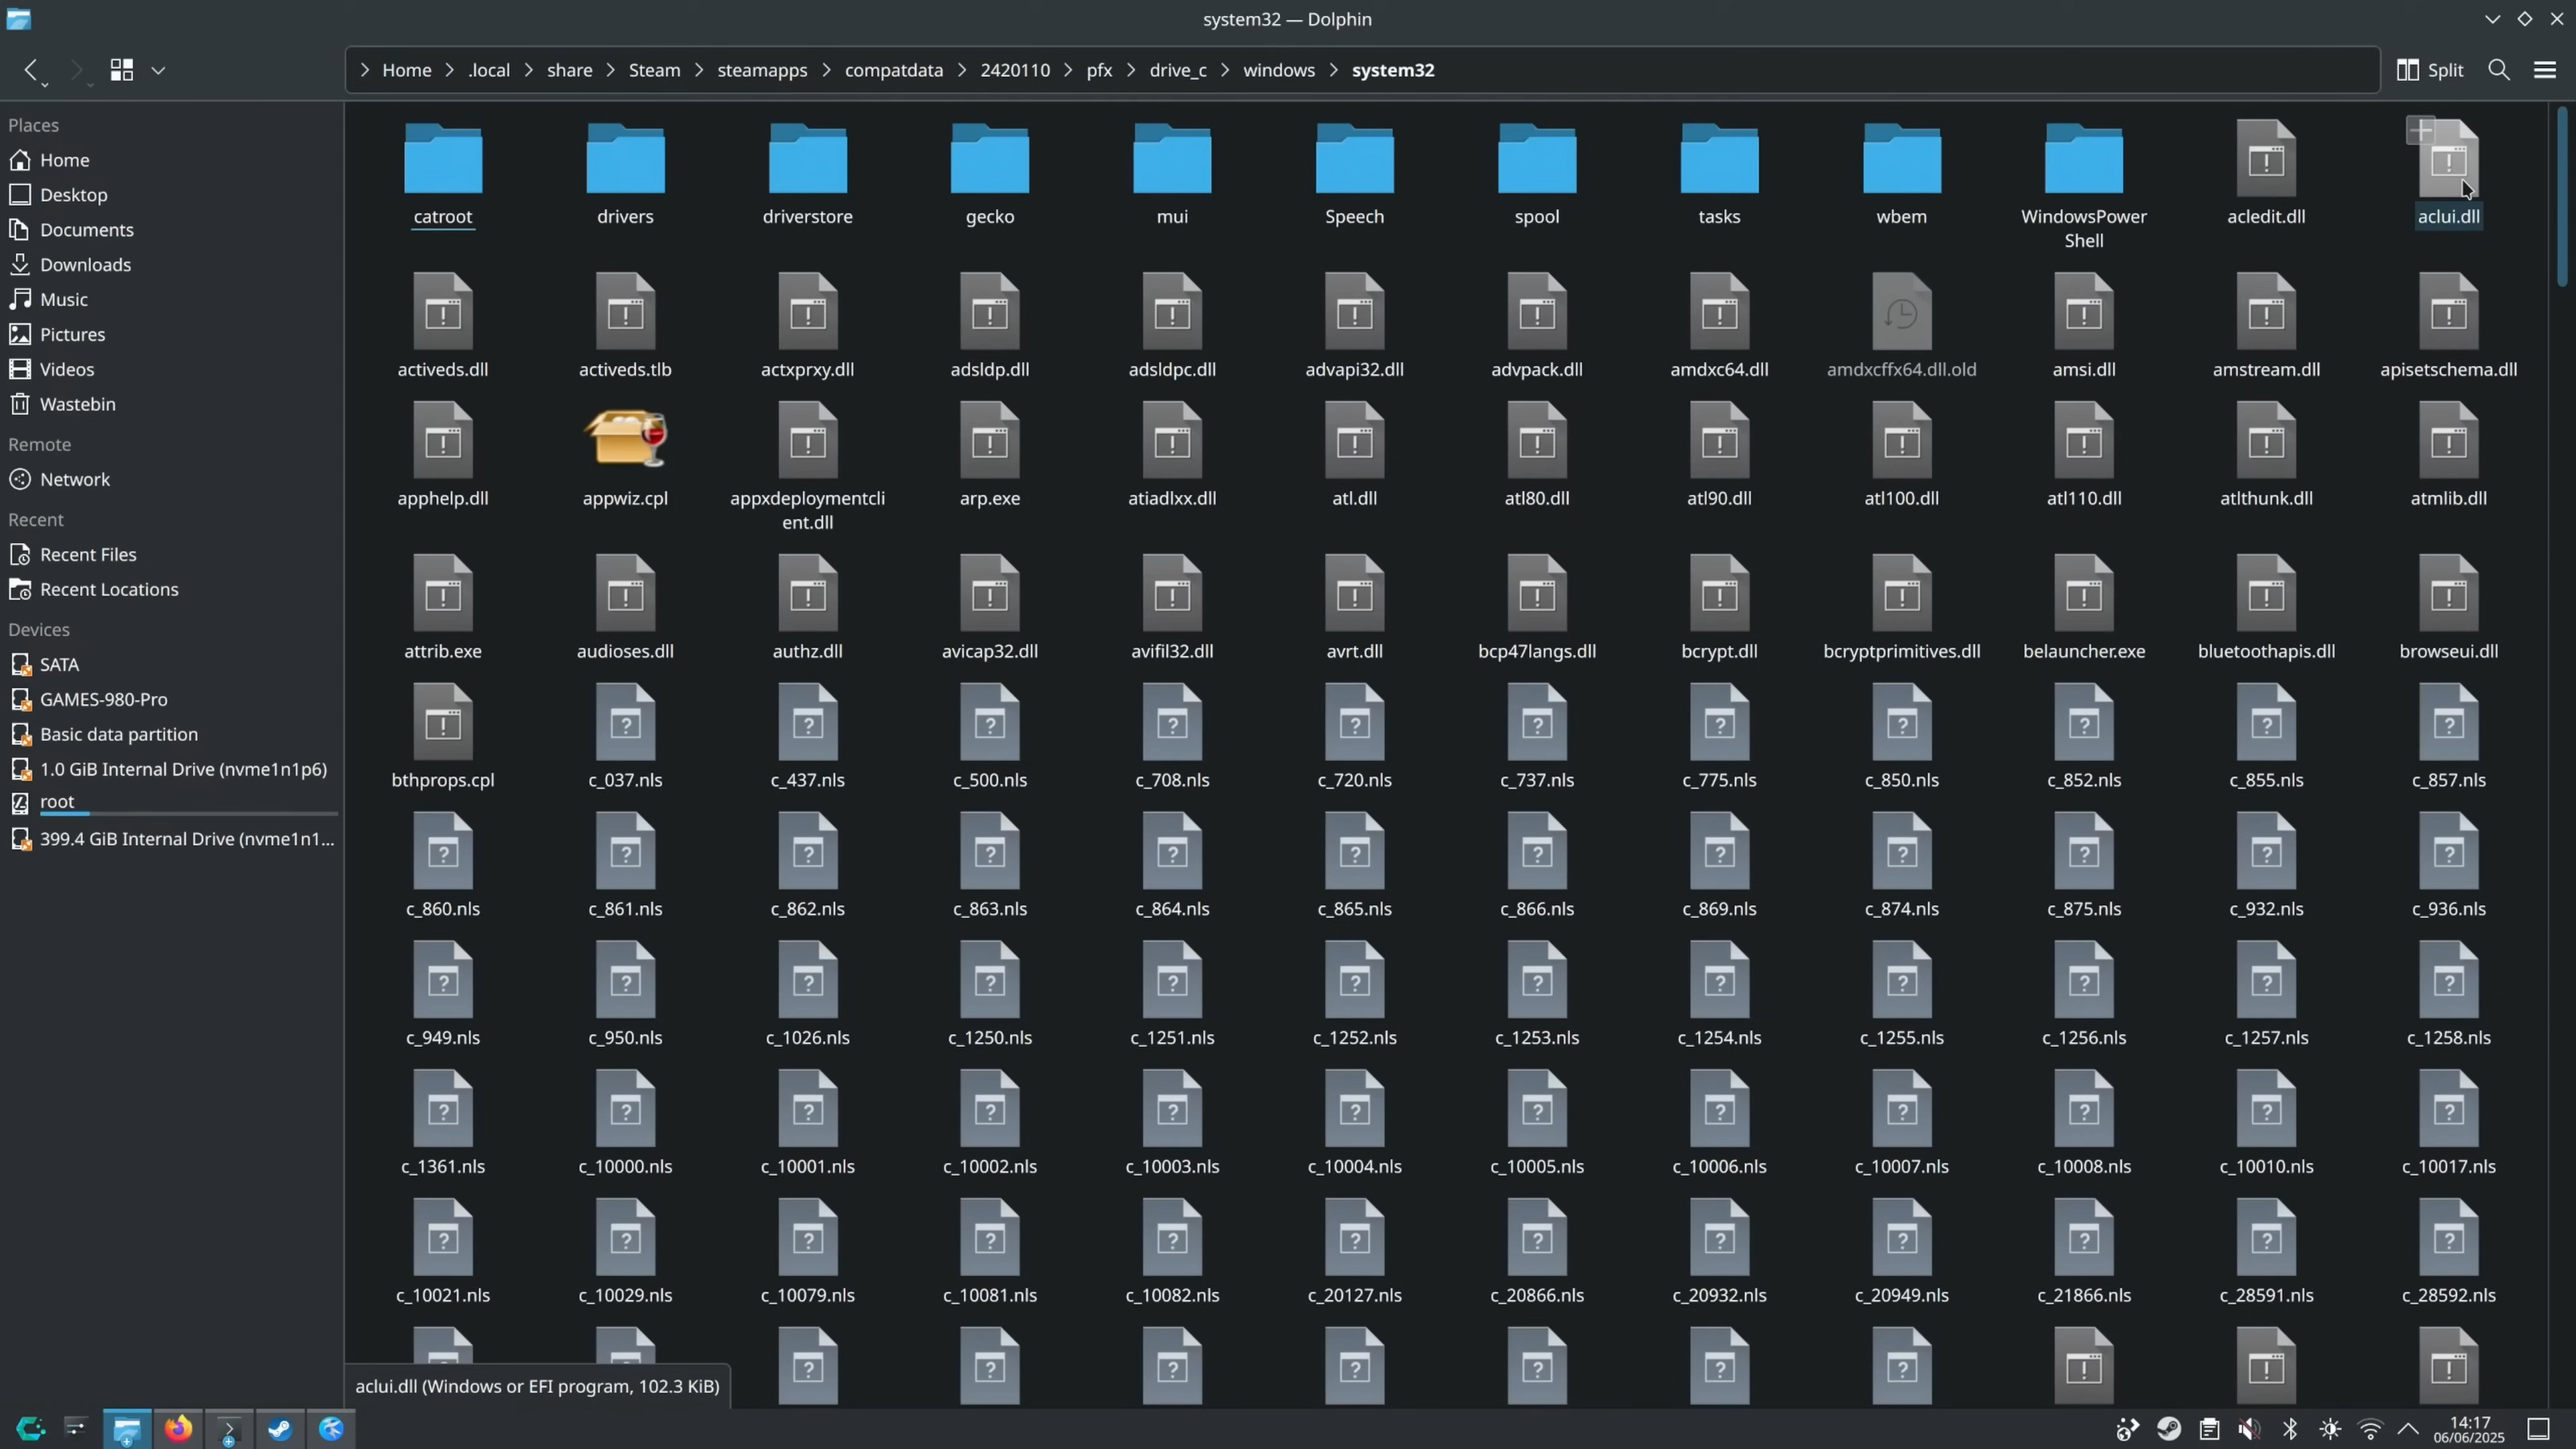 system32 — Dolphin
Home .local share Steam steamapps compatdata 2420110 pfx drive_c windows system32
Split
Places
Home
Desktop
Documents
Downloads
Music
Pictures
Videos
Wastebin
Remote
Network
Recent
Recent Files
Recent Locations
Devices
SATA
GAMES-980-Pro
Basic data partition
1.0 GiB Internal Drive (nvme1n1p6)
root
399.4 GiB Internal Drive (nvme1n1...
catroot drivers driverstore gecko mui Speech spool tasks wbem WindowsPower acledit.dll aclui.dll
Shell
activeds.dll activeds.tlb actxprxy.dll adsldp.dll adsldpc.dll advapi32.dll advpack.dll amdxc64.dll amdxcffx64.dll.old amsi.dll amstream.dll apisetschema.dll
apphelp.dll appwiz.cpl appxdeploymentcli arp.exe atiadlxx.dll atl.dll atl80.dll atl90.dll atl100.dll atl110.dll atlthunk.dll atmlib.dll
ent.dll
attrib.exe audioses.dll authz.dll avicap32.dll avifil32.dll avrt.dll bcp47langs.dll bcrypt.dll bcryptprimitives.dll belauncher.exe bluetoothapis.dll browseui.dll
bthprops.cpl c_037.nls c_437.nls c_500.nls c_708.nls c_720.nls c_737.nls c_775.nls c_850.nls c_852.nls c_855.nls c_857.nls
c_860.nls c_861.nls c_862.nls c_863.nls c_864.nls c_865.nls c_866.nls c_869.nls c_874.nls c_875.nls c_932.nls c_936.nls
c_949.nls c_950.nls c_1026.nls c_1250.nls c_1251.nls c_1252.nls c_1253.nls c_1254.nls c_1255.nls c_1256.nls c_1257.nls c_1258.nls
c_1361.nls c_10000.nls c_10001.nls c_10002.nls c_10003.nls c_10004.nls c_10005.nls c_10006.nls c_10007.nls c_10008.nls c_10010.nls c_10017.nls
c_10021.nls c_10029.nls c_10079.nls c_10081.nls c_10082.nls c_20127.nls c_20866.nls c_20932.nls c_20949.nls c_21866.nls c_28591.nls c_28592.nls
aclui.dll (Windows or EFI program, 102.3 KiB)
14:17
06/06/2025